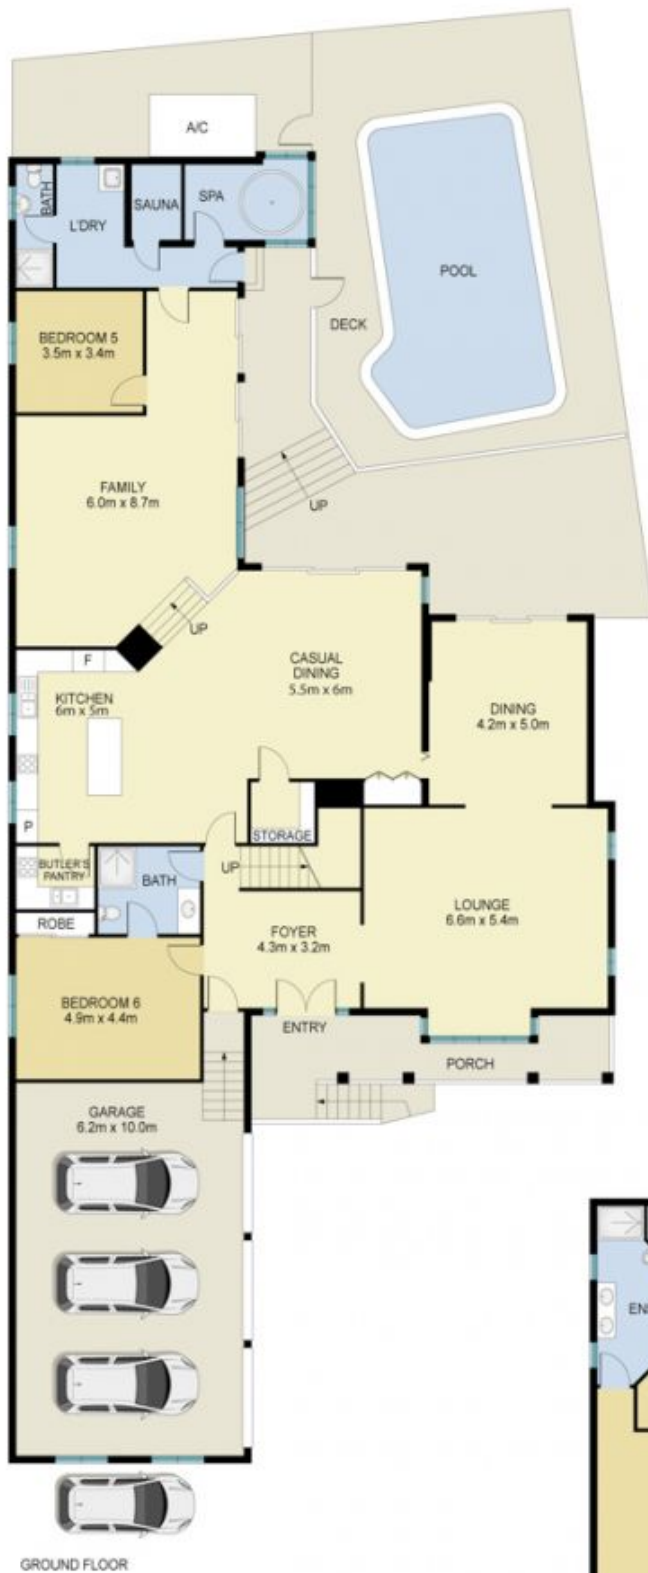 A/C
BATH
L'DRY
SAUNA
SPA
POOL
DECK
BEDROOM 5
3.5m x 3.4m
FAMILY
6.0m x 8.7m
UP
UP
F
KITCHEN
6m x 5m
CASUAL
DINING
5.5m x 6m
DINING
4.2m x 5.0m
P
STORAGE
BUTLER'S
PANTRY
BATH
UP
ROBE
FOYER
4.3m x 3.2m
LOUNGE
6.6m x 5.4m
BEDROOM 6
4.9m x 4.4m
ENTRY
PORCH
GARAGE
6.2m x 10.0m
GROUND FLOOR